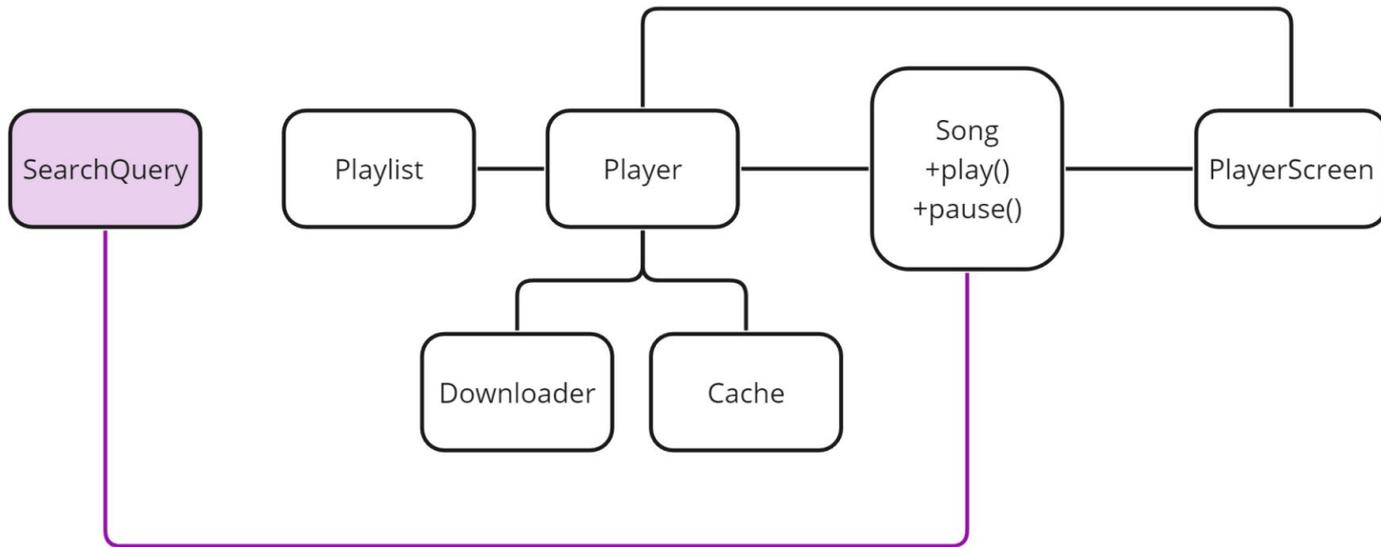 SearchQuery
Playlist
Player
Song
+play()
+pause()
PlayerScreen
Downloader
Cache